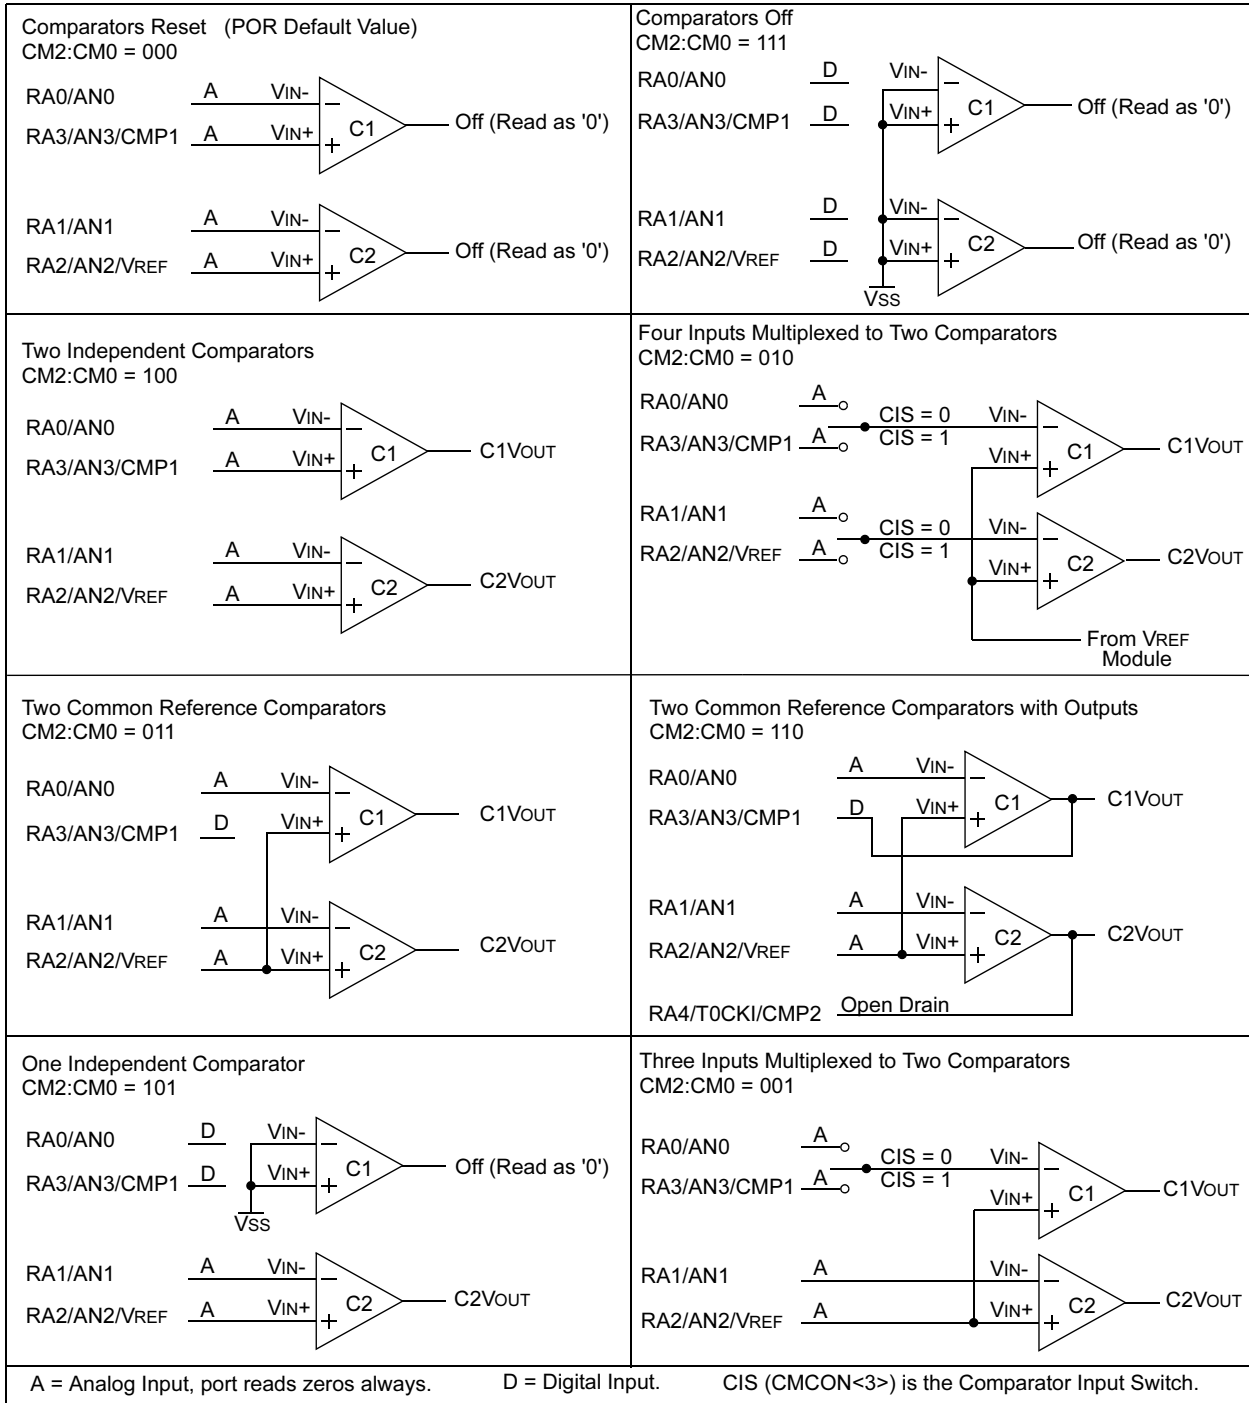 Comparators Reset (POR Default Value)
CM2:CM0 = 000
RA0/AN0 A VIN- −
RA3/AN3/CMP1 A VIN+ + C1 Off (Read as '0')
RA1/AN1 A VIN- −
RA2/AN2/VREF A VIN+ + C2 Off (Read as '0')
Comparators Off
CM2:CM0 = 111
RA0/AN0 D VIN- −
RA3/AN3/CMP1 D VIN+ + C1 Off (Read as '0')
RA1/AN1 D VIN- −
RA2/AN2/VREF D VIN+ + C2 Off (Read as '0')
VSS
Two Independent Comparators
CM2:CM0 = 100
RA0/AN0 A VIN- −
RA3/AN3/CMP1 A VIN+ + C1 C1VOUT
RA1/AN1 A VIN- −
RA2/AN2/VREF A VIN+ + C2 C2VOUT
Four Inputs Multiplexed to Two Comparators
CM2:CM0 = 010
RA0/AN0 A CIS = 0 VIN- −
RA3/AN3/CMP1 A CIS = 1 VIN+ + C1 C1VOUT
RA1/AN1 A CIS = 0 VIN- −
RA2/AN2/VREF A CIS = 1 VIN+ + C2 C2VOUT
From VREF
Module
Two Common Reference Comparators
CM2:CM0 = 011
RA0/AN0 A VIN- −
RA3/AN3/CMP1 D VIN+ + C1 C1VOUT
RA1/AN1 A VIN- −
RA2/AN2/VREF A VIN+ + C2 C2VOUT
Two Common Reference Comparators with Outputs
CM2:CM0 = 110
RA0/AN0 A VIN- −
RA3/AN3/CMP1 D VIN+ + C1 C1VOUT
RA1/AN1 A VIN- −
RA2/AN2/VREF A VIN+ + C2 C2VOUT
RA4/T0CKI/CMP2 Open Drain
One Independent Comparator
CM2:CM0 = 101
RA0/AN0 D VIN- −
RA3/AN3/CMP1 D VIN+ + C1 Off (Read as '0')
VSS
RA1/AN1 A VIN- −
RA2/AN2/VREF A VIN+ + C2 C2VOUT
Three Inputs Multiplexed to Two Comparators
CM2:CM0 = 001
RA0/AN0 A CIS = 0 VIN- −
RA3/AN3/CMP1 A CIS = 1 VIN+ + C1 C1VOUT
RA1/AN1 A VIN- −
RA2/AN2/VREF A VIN+ + C2 C2VOUT
A = Analog Input, port reads zeros always. D = Digital Input. CIS (CMCON<3>) is the Comparator Input Switch.